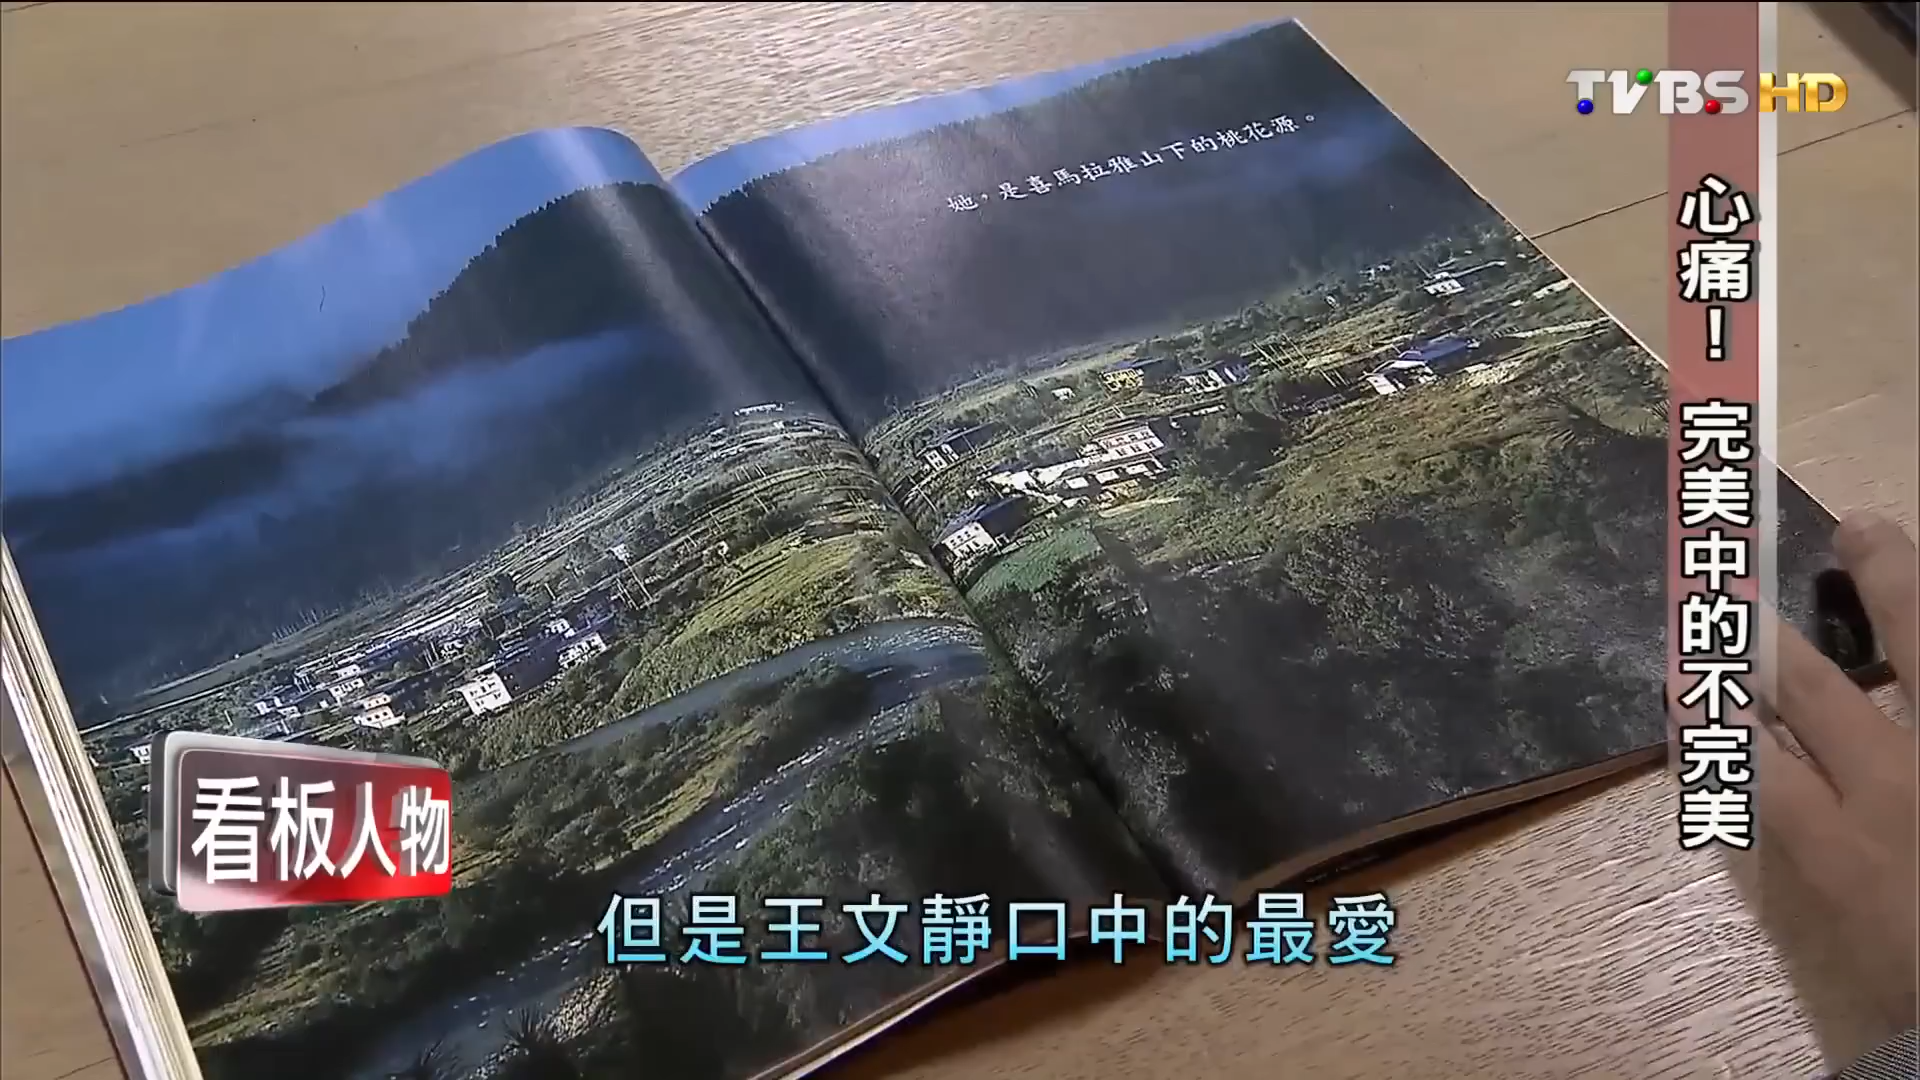 TVBS HD
她，是喜馬拉雅山下的桃花源。
心痛！完美中的不完美
看板人物
但是王文靜口中的最愛